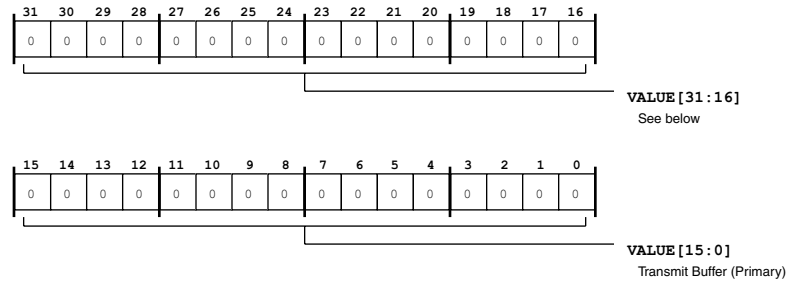 31 30 29 28 27 26 25 24 23 22 21 20 19 18 17 16
0 0 0 0 0 0 0 0 0 0 0 0 0 0 0 0
VALUE[31:16]
See below
15 14 13 12 11 10 9 8 7 6 5 4 3 2 1 0
0 0 0 0 0 0 0 0 0 0 0 0 0 0 0 0
VALUE[15:0]
Transmit Buffer (Primary)